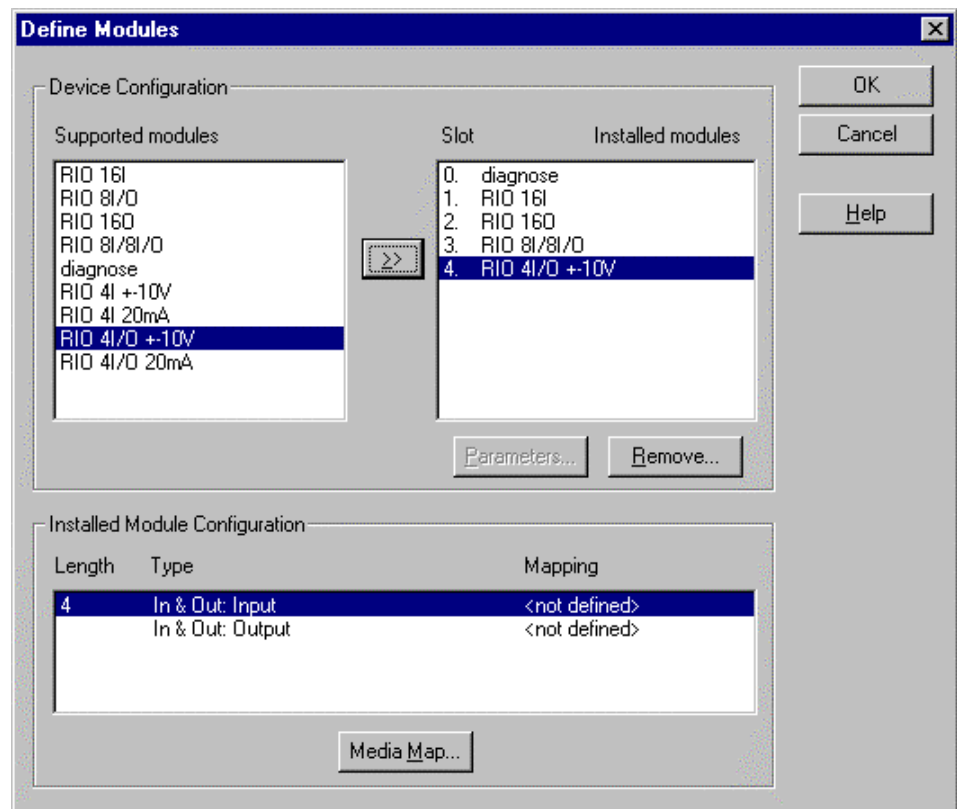 Define Modules
Device Configuration
OK
Cancel
Help
Supported modules
RIO 16I
RIO 8I/O
RIO 16O
RIO 8I/8I/O
diagnose
RIO 4I +-10V
RIO 4I 20mA
RIO 4I/O +-10V
RIO 4I/O 20mA
>>
Slot Installed modules
0. diagnose
1. RIO 16I
2. RIO 16O
3. RIO 8I/8I/O
4. RIO 4I/O +-10V
Parameters... Remove...
Installed Module Configuration
Length Type Mapping
4 In & Out: Input <not defined>
In & Out: Output <not defined>
Media Map...